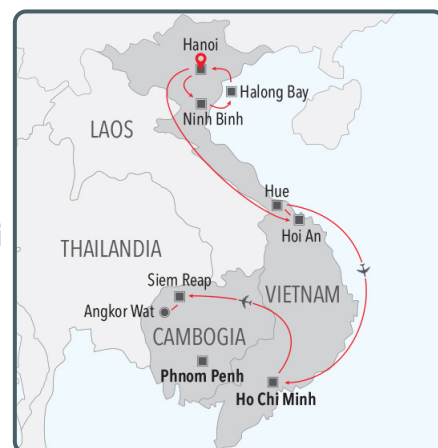 Hanoi
Halong Bay
Ninh Binh
LAOS
Hue
Hoi An
THAILANDIA
Siem Reap
VIETNAM
Angkor Wat
CAMBOGIA
Phnom Penh
Ho Chi Minh